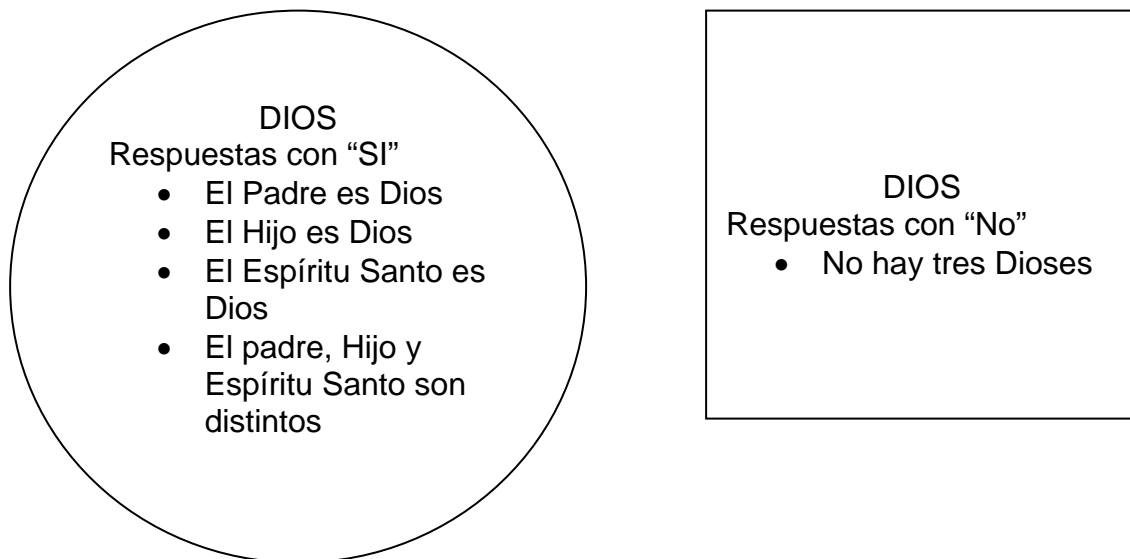 DIOS
Respuestas con “SI”
• El Padre es Dios
• El Hijo es Dios
• El Espíritu Santo es
Dios
• El padre, Hijo y
Espíritu Santo son
distintos
DIOS
Respuestas con “No”
• No hay tres Dioses